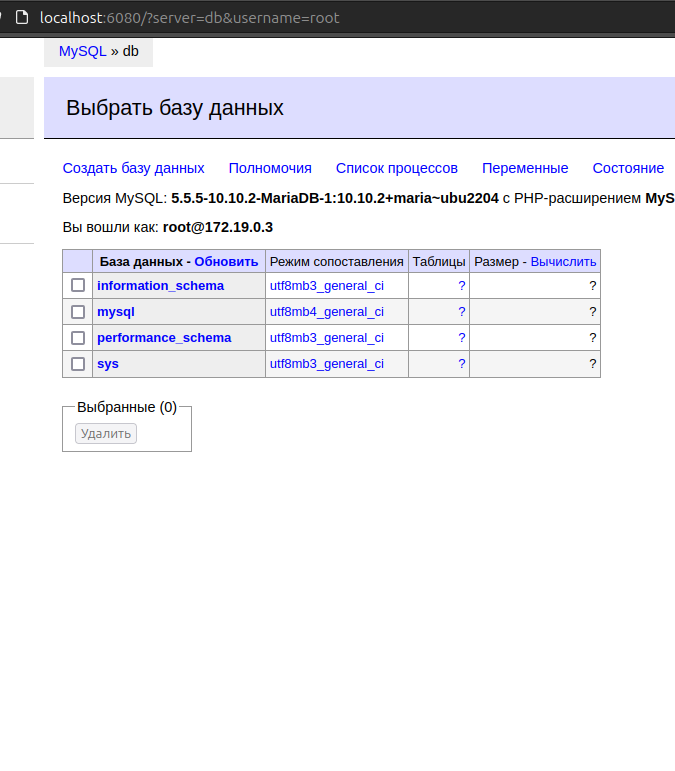 localhost:6080/?server=db&username=root
MySQL » db
Выбрать базу данных
Создать базу данных Полномочия Список процессов Переменные Состояние
Версия MySQL: 5.5.5-10.10.2-MariaDB-1:10.10.2+maria~ubu2204 с PHP-расширением MyS
Вы вошли как: root@172.19.0.3
База данных - Обновить Режим сопоставления Таблицы Размер - Вычислить
information_schema utf8mb3_general_ci ? ?
mysql utf8mb4_general_ci ? ?
performance_schema utf8mb3_general_ci ? ?
sys utf8mb3_general_ci ? ?
Выбранные (0)
Удалить